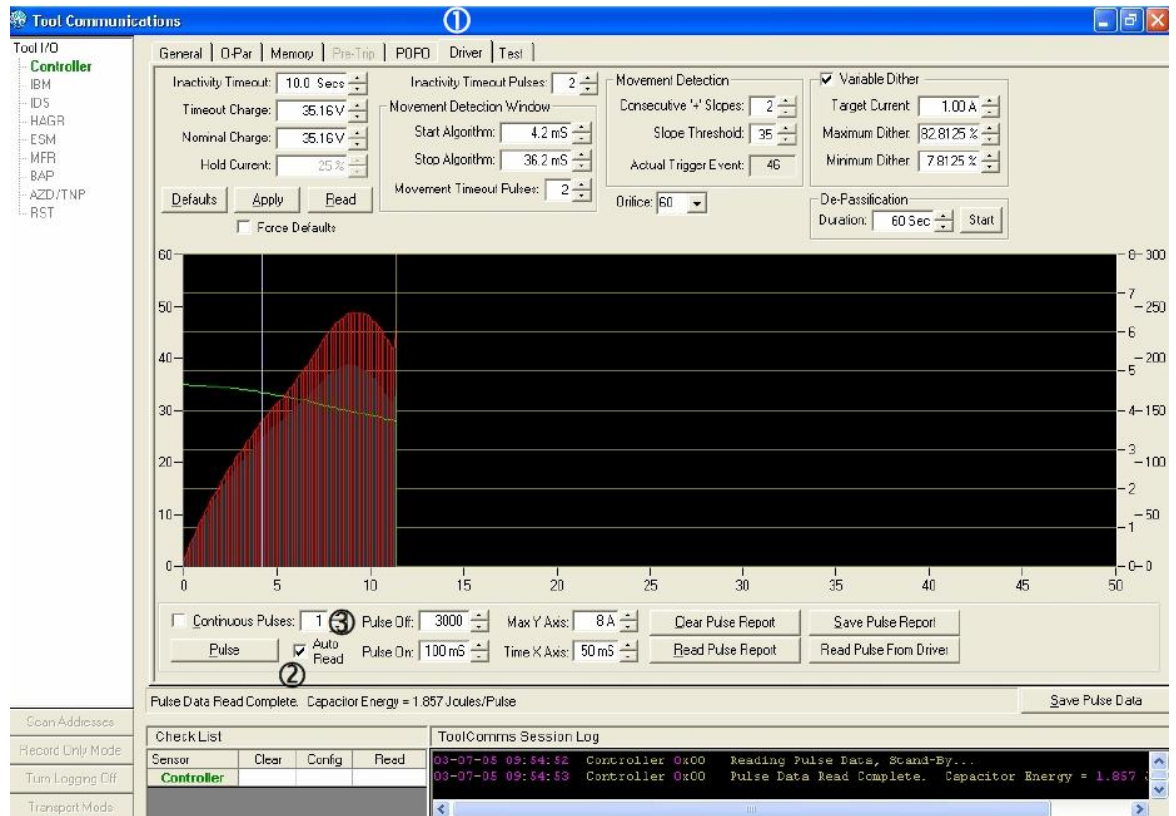 Tool Communications
①
Tool I/O
Controller
IBM
IDS
HAGR
ESM
MFR
BAP
AZD/TNP
RST
General O-Par Memory Pre-Trip POPO Driver Test
Inactivity Timeout: 10.0 Secs
Timeout Charge: 35.16 V
Nominal Charge: 35.16 V
Hold Current: 25 %
Defaults Apply Read
Force Defaults
Inactivity Timeout Pulses: 2
Movement Detection Window
Start Algorithm: 4.2 mS
Stop Algorithm: 36.2 mS
Movement Timeout Pulses: 2
Movement Detection
Consecutive '+' Slopes: 2
Slope Threshold: 35
Actual Trigger Event: 46
Orifice: 60
Variable Dither
Target Current 1.00 A
Maximum Dither 82.8125 %
Minimum Dither 7.8125 %
De-Passification
Duration: 60 Sec Start
60
50
40
30
20
10
0
8 300
7
250
6
200
5
4 150
3
100
2
50
1
0 0
0 5 10 15 20 25 30 35 40 45 50
Continuous Pulses: 1 ③ Pulse Off: 3000 Max Y Axis: 8 A Clear Pulse Report Save Pulse Report
Pulse Auto Read Pulse On: 100 mS Time X Axis: 50 mS Read Pulse Report Read Pulse From Driver
②
Pulse Data Read Complete. Capacitor Energy = 1.857 Joules/Pulse Save Pulse Data
Scan Addresses
Record Only Mode
Turn Logging Off
Transport Mode
Check List
Sensor Clear Config Read
Controller
ToolComms Session Log
03-07-05 09:54:52 Controller 0x00 Reading Pulse Data, Stand-By...
03-07-05 09:54:53 Controller 0x00 Pulse Data Read Complete. Capacitor Energy = 1.857 J